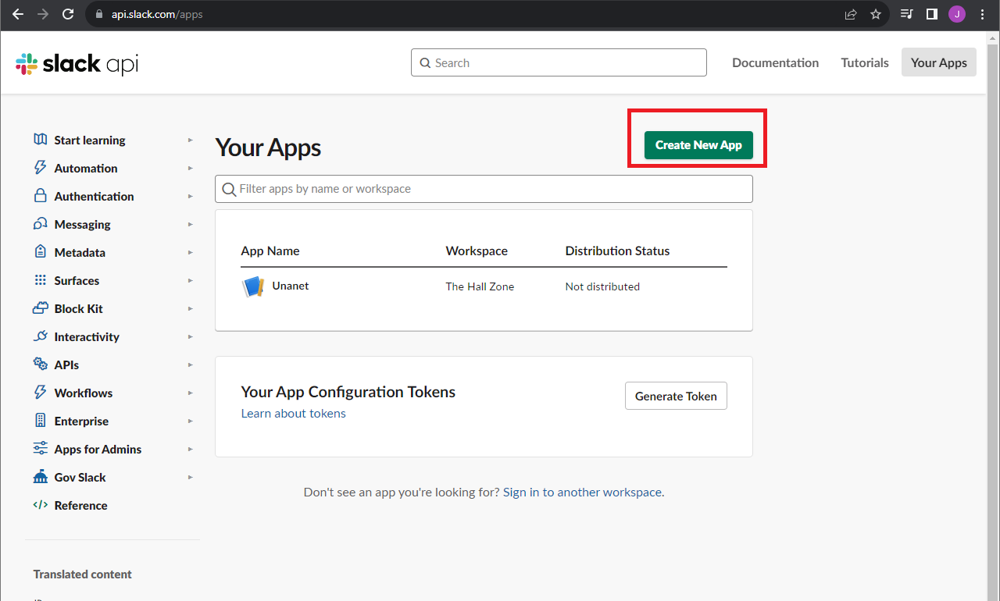 api.slack.com/apps
J
slack api
Search
Documentation
Tutorials
Your Apps
Start learning
Automation
Authentication
Messaging
Metadata
Surfaces
Block Kit
Interactivity
APIs
Workflows
Enterprise
Apps for Admins
Gov Slack
Reference
Translated content
Your Apps
Create New App
Filter apps by name or workspace
App Name Workspace Distribution Status
Unanet The Hall Zone Not distributed
Your App Configuration Tokens
Learn about tokens
Generate Token
Don't see an app you're looking for? Sign in to another workspace.